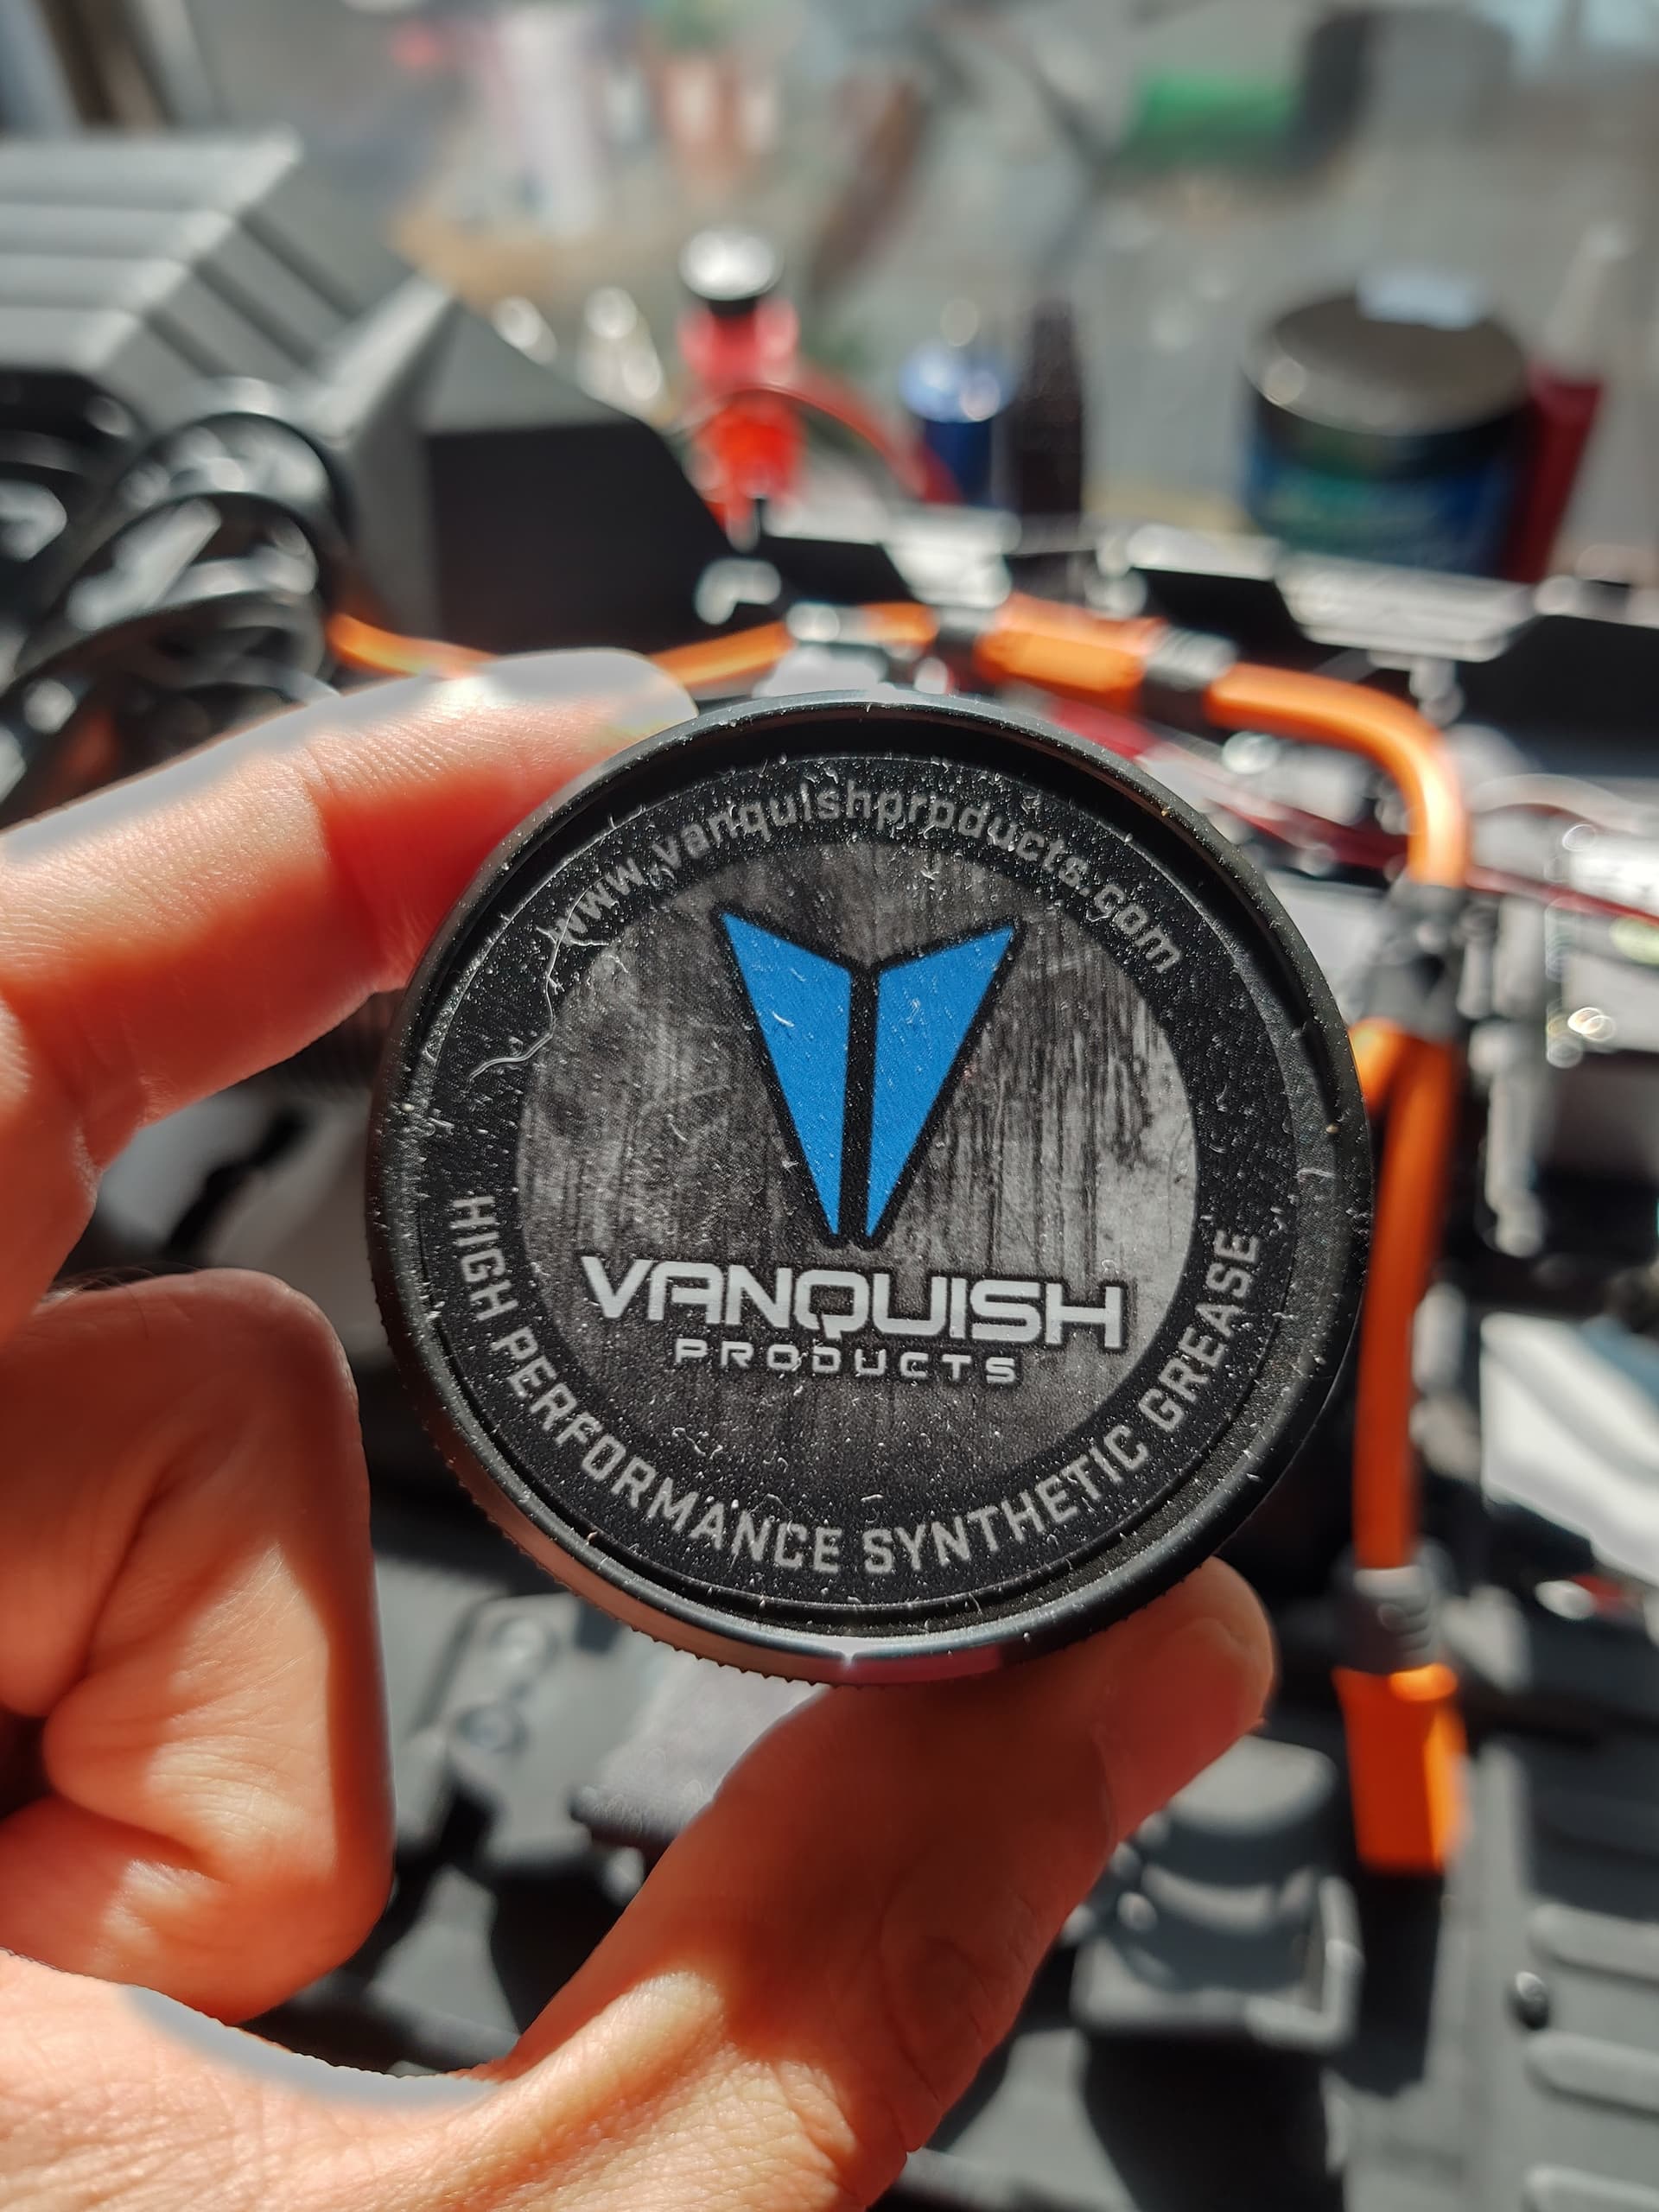 www.vanquishproducts.com
VANQUISH
PRODUCTS
HIGH PERFORMANCE SYNTHETIC GREASE